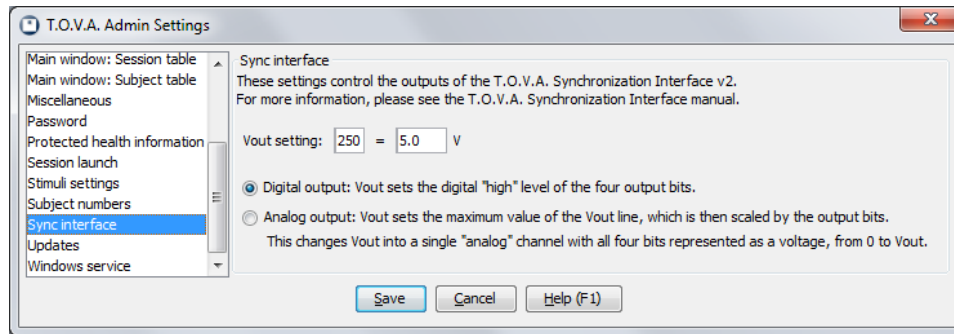 T.O.V.A. Admin Settings
Main window: Session table
Main window: Subject table
Miscellaneous
Password
Protected health information
Session launch
Stimuli settings
Subject numbers
Sync interface
Updates
Windows service
Sync interface
These settings control the outputs of the T.O.V.A. Synchronization Interface v2.
For more information, please see the T.O.V.A. Synchronization Interface manual.
Vout setting: 250 = 5.0 V
Digital output: Vout sets the digital "high" level of the four output bits.
Analog output: Vout sets the maximum value of the Vout line, which is then scaled by the output bits.
This changes Vout into a single "analog" channel with all four bits represented as a voltage, from 0 to Vout.
Save Cancel Help (F1)